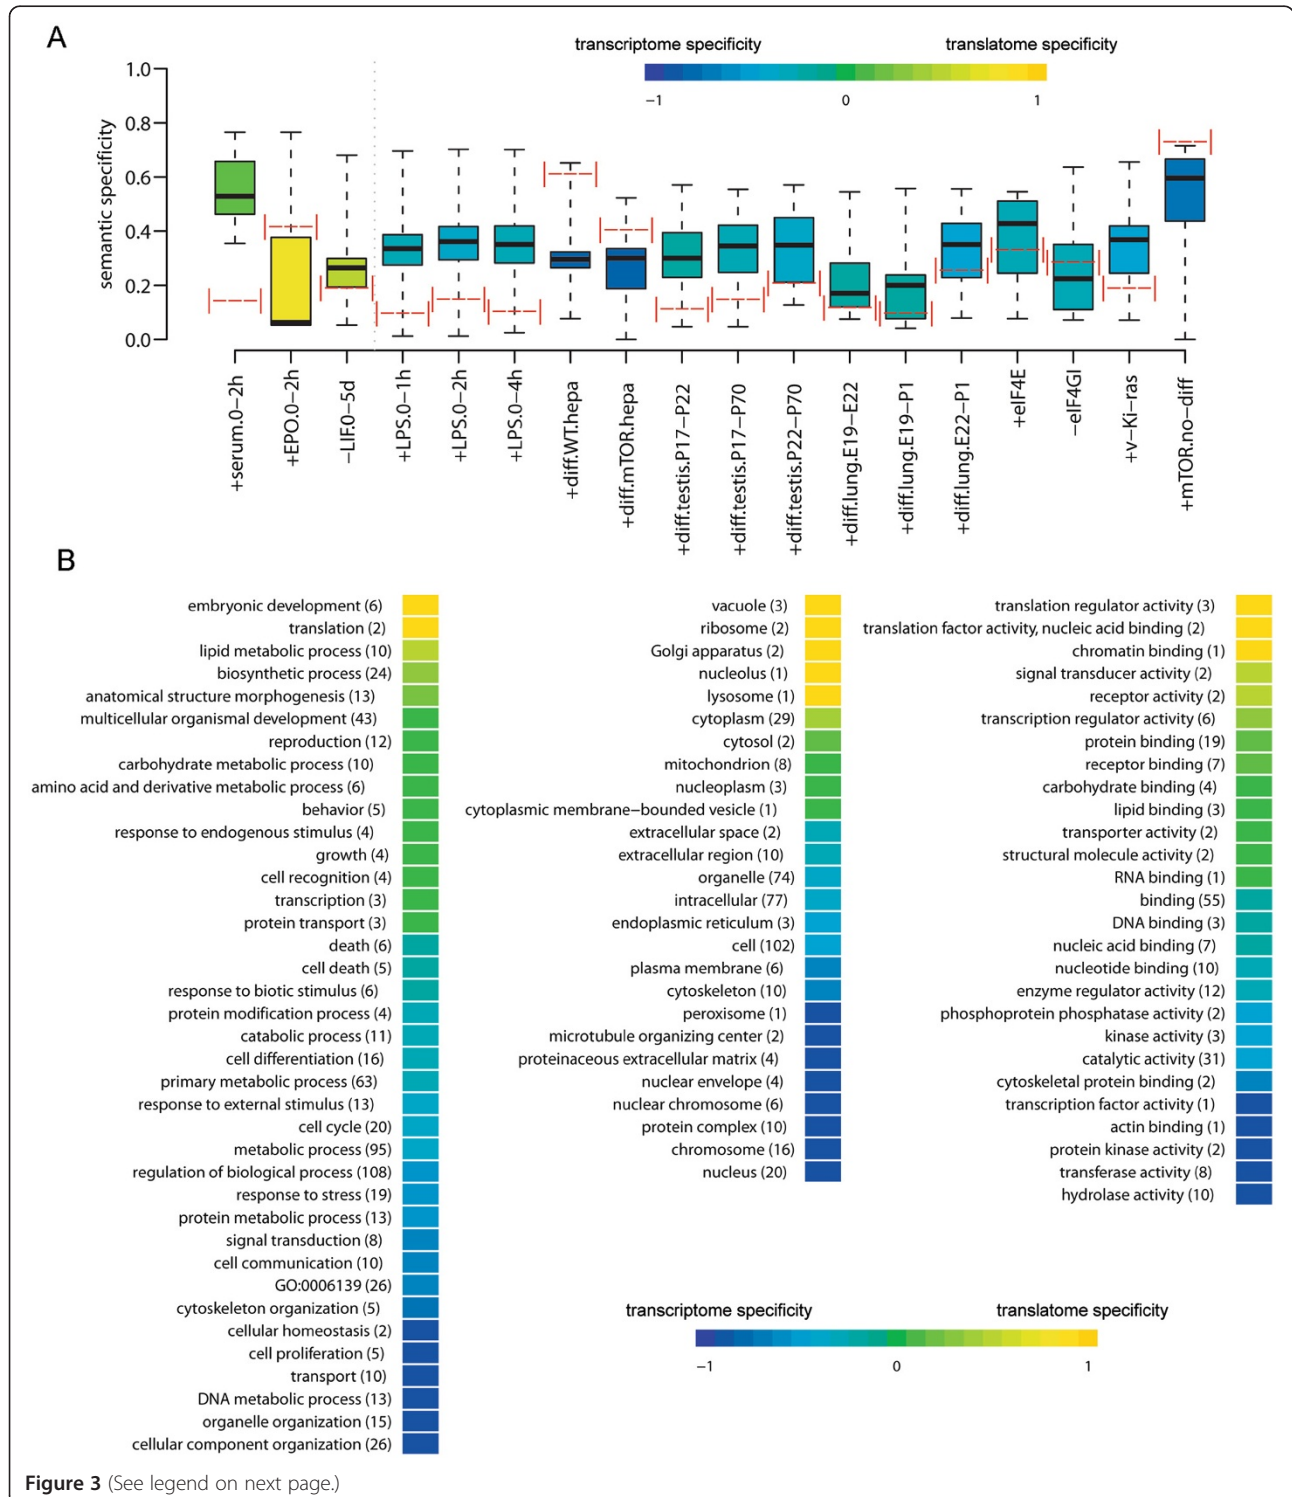 A
transcriptome specificity
translatome specificity
−1
0
1
semantic specificity
1.0
0.8
0.6
0.4
0.2
0.0
+serum.0−2h
+EPO.0−2h
−LIF.0−5d
+LPS.0−1h
+LPS.0−2h
+LPS.0−4h
+diff.WT.hepa
+diff.mTOR.hepa
+diff.testis.P17−P22
+diff.testis.P17−P70
+diff.testis.P22−P70
+diff.lung.E19−E22
+diff.lung.E19−P1
+diff.lung.E22−P1
+eIF4E
−eIF4GI
+v−Ki−ras
+mTOR.no−diff
B
embryonic development (6)
translation (2)
lipid metabolic process (10)
biosynthetic process (24)
anatomical structure morphogenesis (13)
multicellular organismal development (43)
reproduction (12)
carbohydrate metabolic process (10)
amino acid and derivative metabolic process (6)
behavior (5)
response to endogenous stimulus (4)
growth (4)
cell recognition (4)
transcription (3)
protein transport (3)
death (6)
cell death (5)
response to biotic stimulus (6)
protein modification process (4)
catabolic process (11)
cell differentiation (16)
primary metabolic process (63)
response to external stimulus (13)
cell cycle (20)
metabolic process (95)
regulation of biological process (108)
response to stress (19)
protein metabolic process (13)
signal transduction (8)
cell communication (10)
GO:0006139 (26)
cytoskeleton organization (5)
cellular homeostasis (2)
cell proliferation (5)
transport (10)
DNA metabolic process (13)
organelle organization (15)
cellular component organization (26)
vacuole (3)
ribosome (2)
Golgi apparatus (2)
nucleolus (1)
lysosome (1)
cytoplasm (29)
cytosol (2)
mitochondrion (8)
nucleoplasm (3)
cytoplasmic membrane−bounded vesicle (1)
extracellular space (2)
extracellular region (10)
organelle (74)
intracellular (77)
endoplasmic reticulum (3)
cell (102)
plasma membrane (6)
cytoskeleton (10)
peroxisome (1)
microtubule organizing center (2)
proteinaceous extracellular matrix (4)
nuclear envelope (4)
nuclear chromosome (6)
protein complex (10)
chromosome (16)
nucleus (20)
translation regulator activity (3)
translation factor activity, nucleic acid binding (2)
chromatin binding (1)
signal transducer activity (2)
receptor activity (2)
transcription regulator activity (6)
protein binding (19)
receptor binding (7)
carbohydrate binding (4)
lipid binding (3)
transporter activity (2)
structural molecule activity (2)
RNA binding (1)
binding (55)
DNA binding (3)
nucleic acid binding (7)
nucleotide binding (10)
enzyme regulator activity (12)
phosphoprotein phosphatase activity (2)
kinase activity (3)
catalytic activity (31)
cytoskeletal protein binding (2)
transcription factor activity (1)
actin binding (1)
protein kinase activity (2)
transferase activity (8)
hydrolase activity (10)
transcriptome specificity
translatome specificity
−1
0
1
Figure 3 (See legend on next page.)